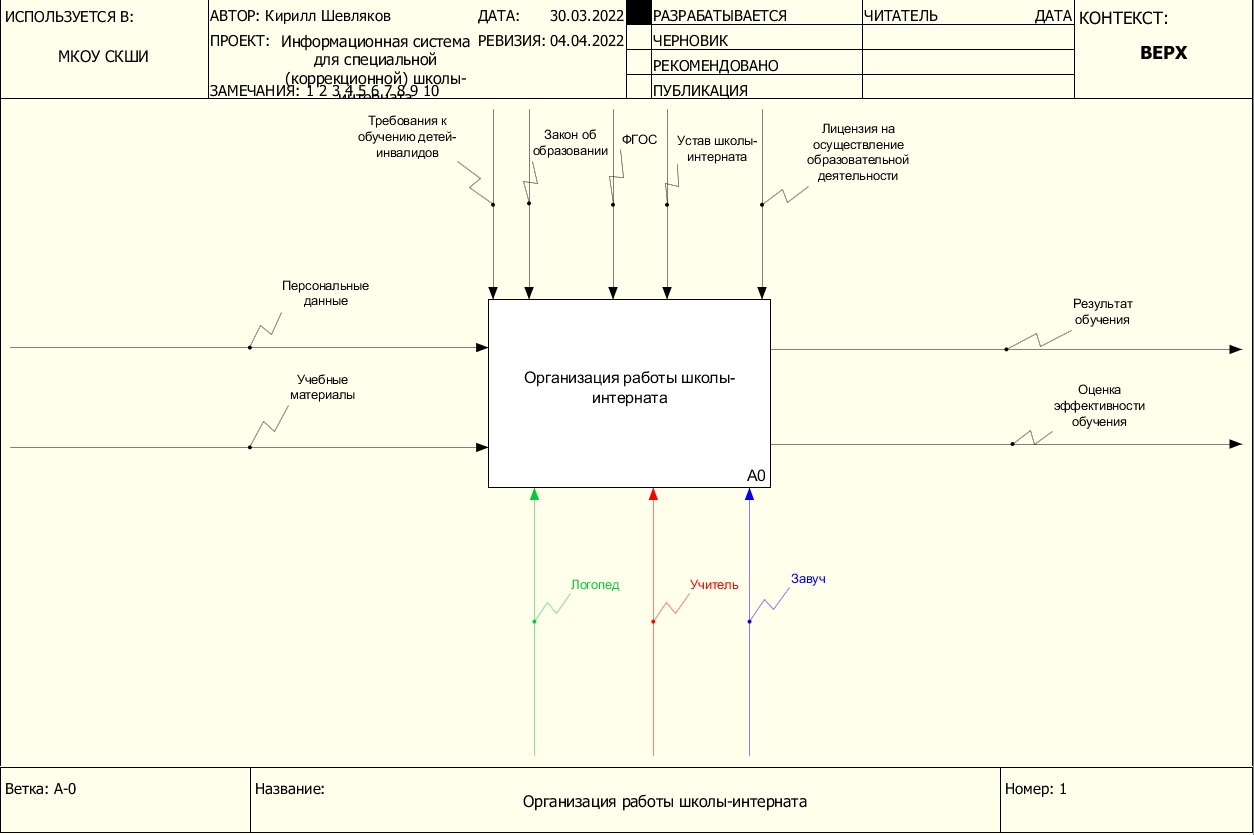 ИСПОЛЬЗУЕТСЯ В:
МКОУ СКШИ
АВТОР: Кирилл Шевляков
ДАТА: 30.03.2022
ПРОЕКТ: Информационная система
для специальной
(коррекционной) школы-
интерната
РЕВИЗИЯ: 04.04.2022
ЗАМЕЧАНИЯ: 1 2 3 4 5 6 7 8 9 10
РАЗРАБАТЫВАЕТСЯ
ЧЕРНОВИК
РЕКОМЕНДОВАНО
ПУБЛИКАЦИЯ
ЧИТАТЕЛЬ ДАТА
КОНТЕКСТ:
ВЕРХ
Требования к
обучению детей-
инвалидов
Закон об
образовании
ФГОС
Устав школы-
интерната
Лицензия на
осуществление
образовательной
деятельности
Персональные
данные
Учебные
материалы
Организация работы школы-
интерната
A0
Результат
обучения
Оценка
эффективности
обучения
Логопед
Учитель
Завуч
Ветка: A-0
Название:
Организация работы школы-интерната
Номер: 1